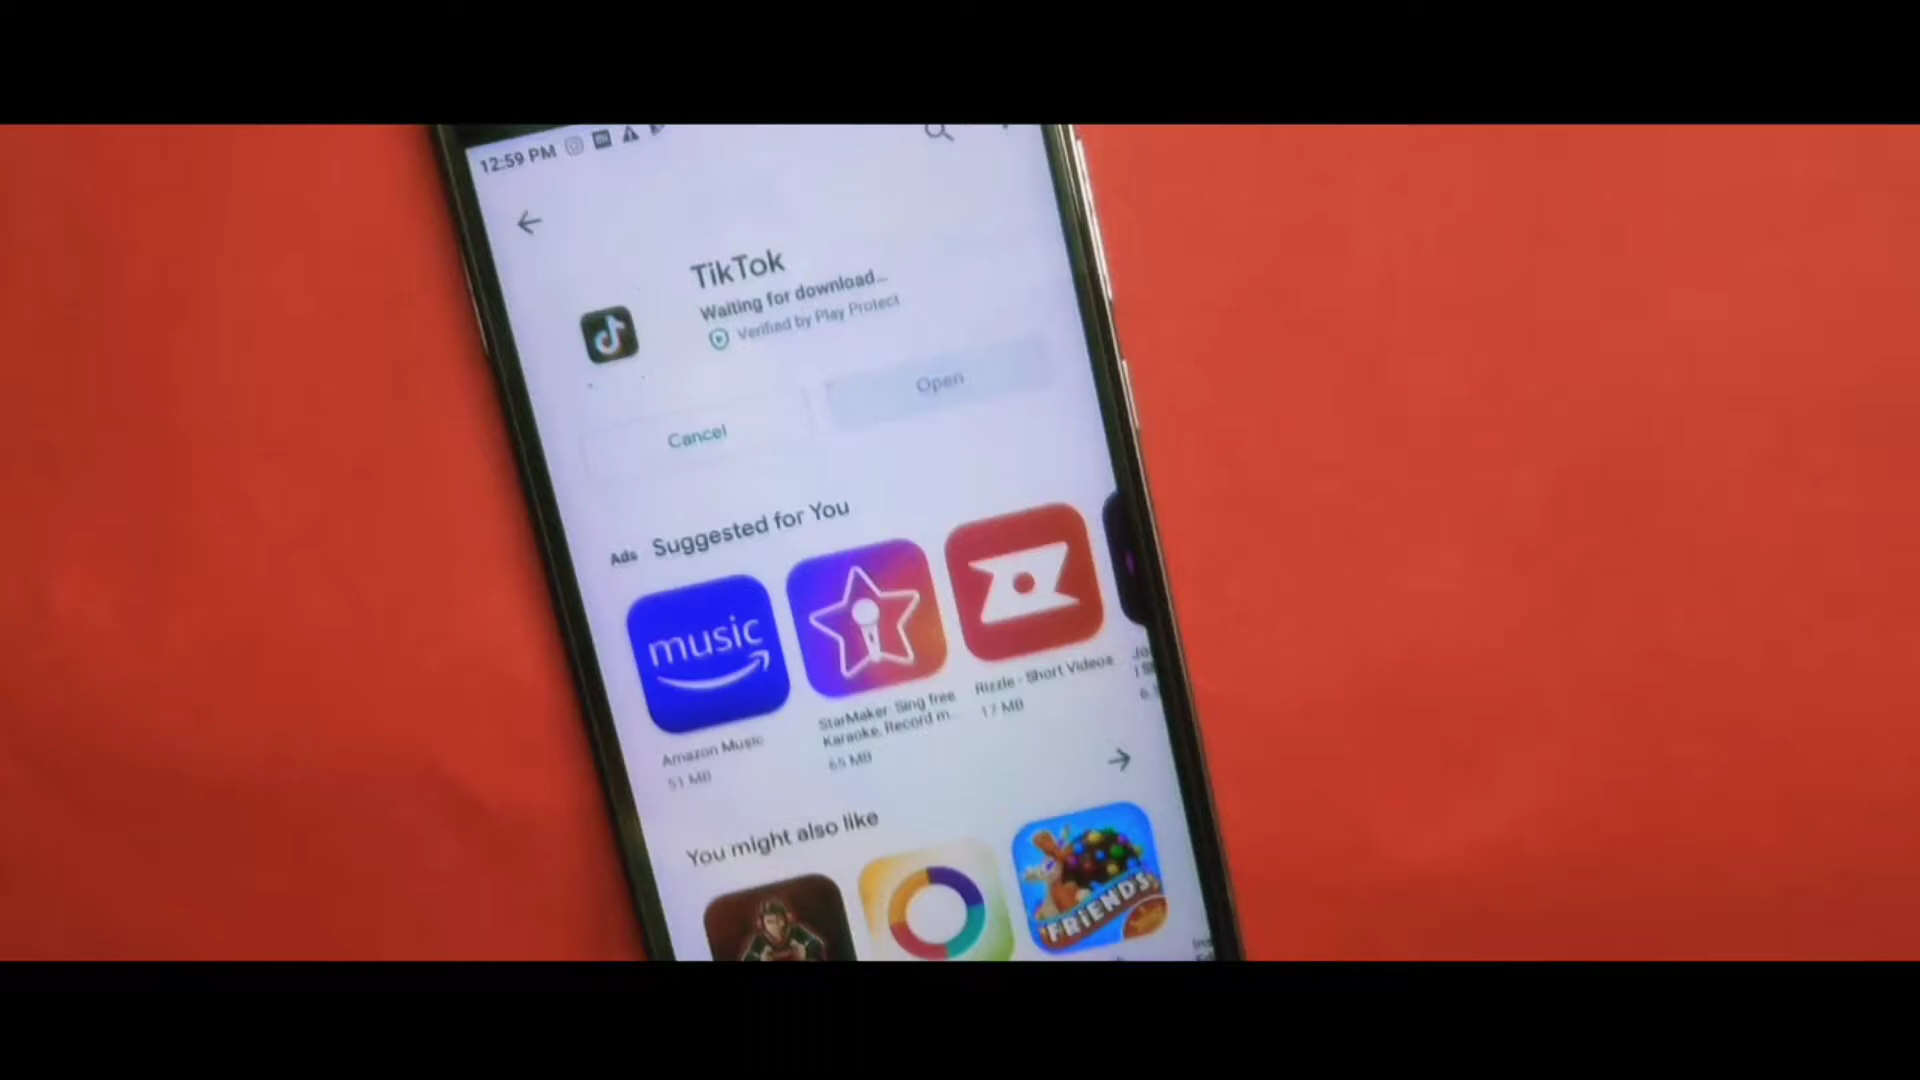 12:59 PM
TikTok
Waiting for download...
Verified by Play Protect
Cancel
Open
Ads Suggested for You
music
Amazon Music
51 MB
StarMaker: Sing free
Karaoke, Record m...
65 MB
Rizzle - Short Videos
17 MB
You might also like
FRIENDS